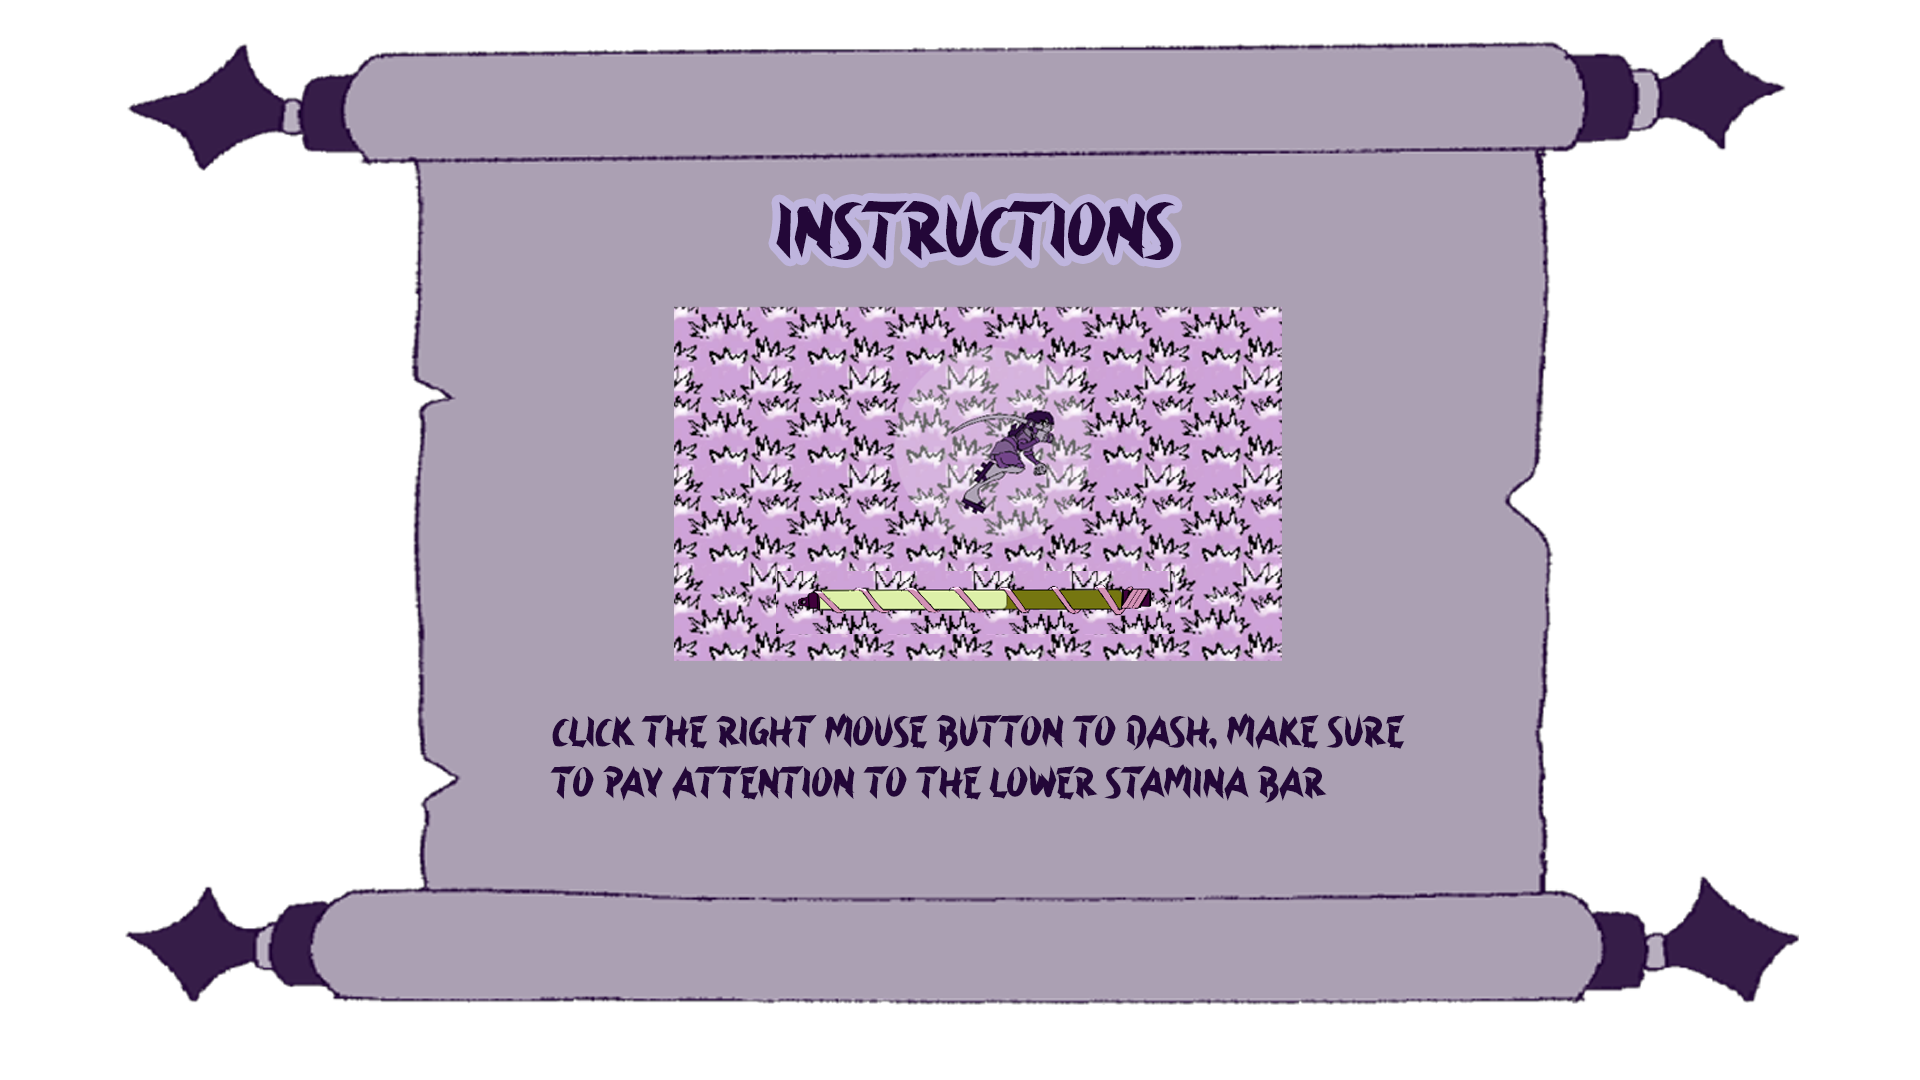 INSTRUCTIONS
CLICK THE RIGHT MOUSE BUTTON TO DASH, MAKE SURE
TO PAY ATTENTION TO THE LOWER STAMINA BAR